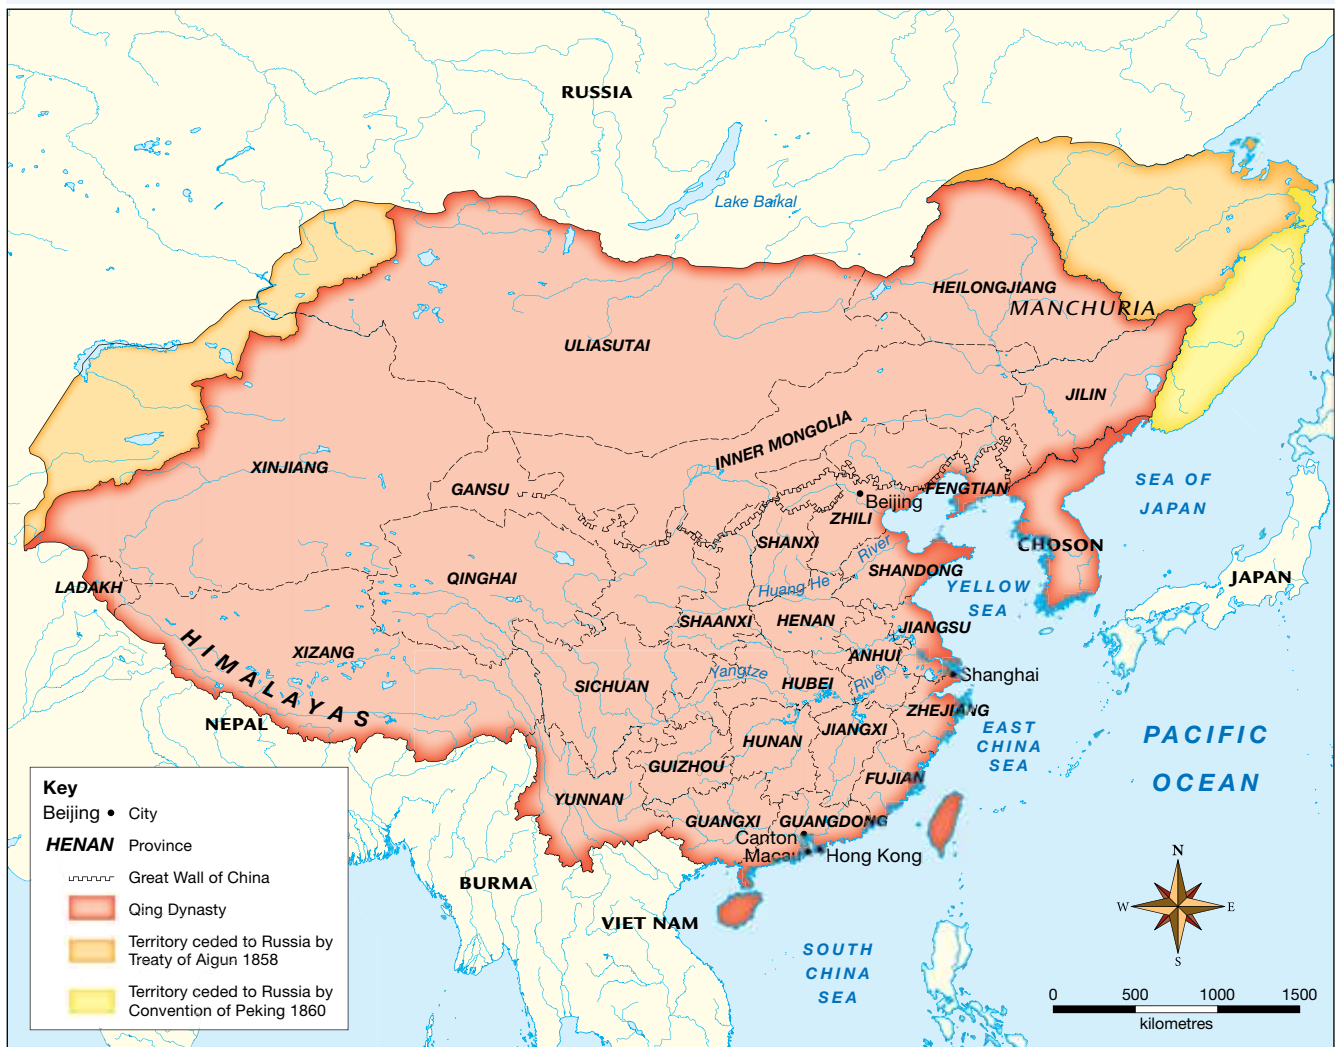 RUSSIA
Lake Baikal
HEILONGJIANG
MANCHURIA
ULIASUTAI
JILIN
INNER MONGOLIA
XINJIANG
GANSU
Beijing
FENGTIAN
ZHILI
SEA OF
JAPAN
SHANXI
River
CHOSON
SHANDONG
QINGHAI
LADAKH
Huang He
YELLOW
SEA
JAPAN
SHAANXI
HENAN
JIANGSU
HIMALAYAS
XIZANG
ANHUI
Yangtze
River
Shanghai
SICHUAN
HUBEI
ZHEJIANG
NEPAL
JIANGXI
EAST
CHINA
SEA
PACIFIC
OCEAN
HUNAN
GUIZHOU
FUJIAN
YUNNAN
GUANGXI
GUANGDONG
Canton
Macau
Hong Kong
BURMA
VIET NAM
SOUTH
CHINA
SEA
Key
Beijing • City
HENAN Province
Great Wall of China
Qing Dynasty
Territory ceded to Russia by
Treaty of Aigun 1858
Territory ceded to Russia by
Convention of Peking 1860
N
W
E
S
0 500 1000 1500
kilometres